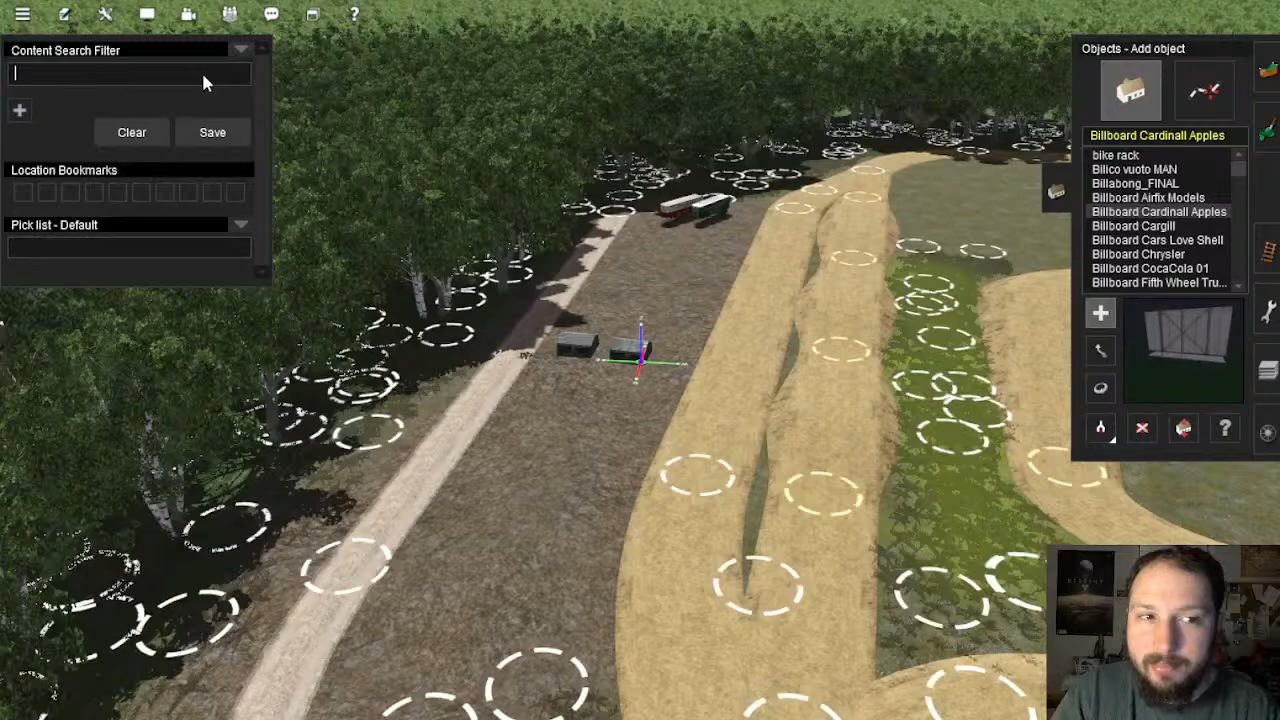 Content Search Filter
Clear
Save
Location Bookmarks
Pick list - Default
Objects - Add object
Billboard Cardinall Apples
bike rack
Bilico vuoto MAN
Billabong_FINAL
Billboard Airfix Models
Billboard Cardinall Apples
Billboard Cargill
Billboard Cars Love Shell
Billboard Chrysler
Billboard CocaCola 01
Billboard Fifth Wheel Tru...
?
?
DESTINY